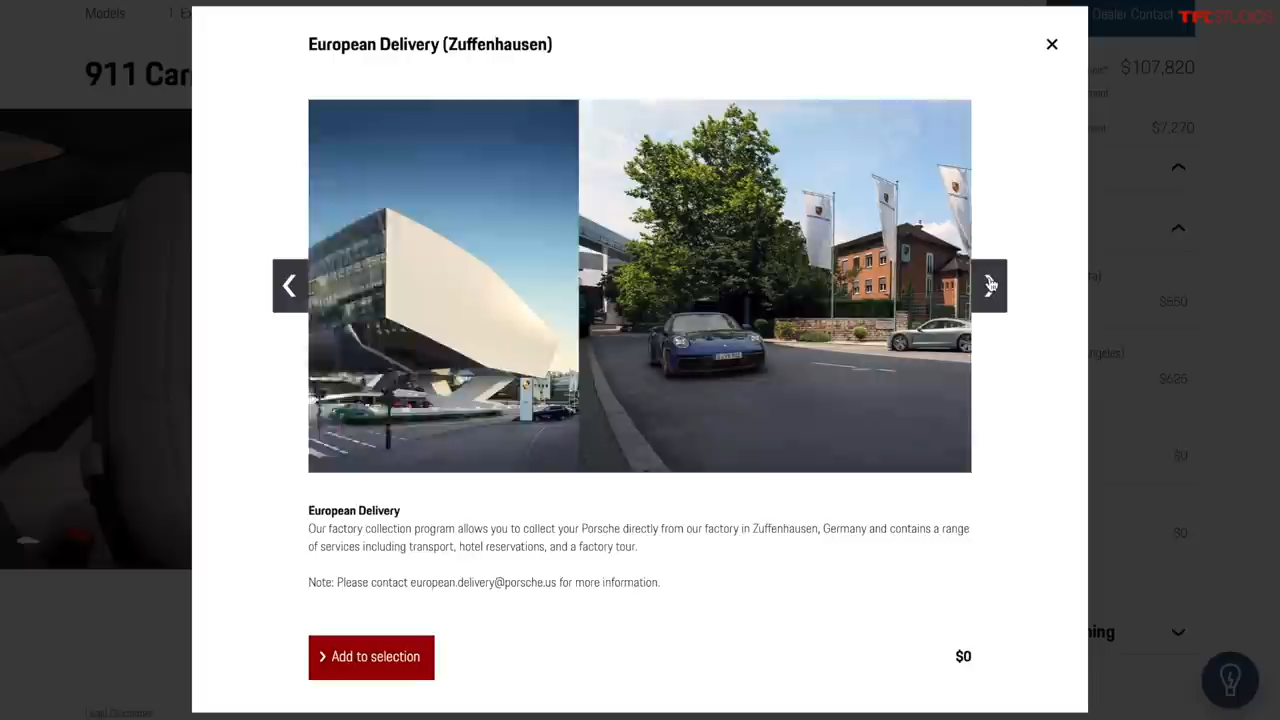 Models
1
Dealer Contact
TFLSTUDIOS
European Delivery (Zuffenhausen)
911 Car
$107,820
$7,270
$650
$625
$0
$0
European Delivery
Our factory collection program allows you to collect your Porsche directly from our factory in Zuffenhausen, Germany and contains a range
of services including transport, hotel reservations, and a factory tour.
Note: Please contact european.delivery@porsche.us for more information.
Add to selection
$0